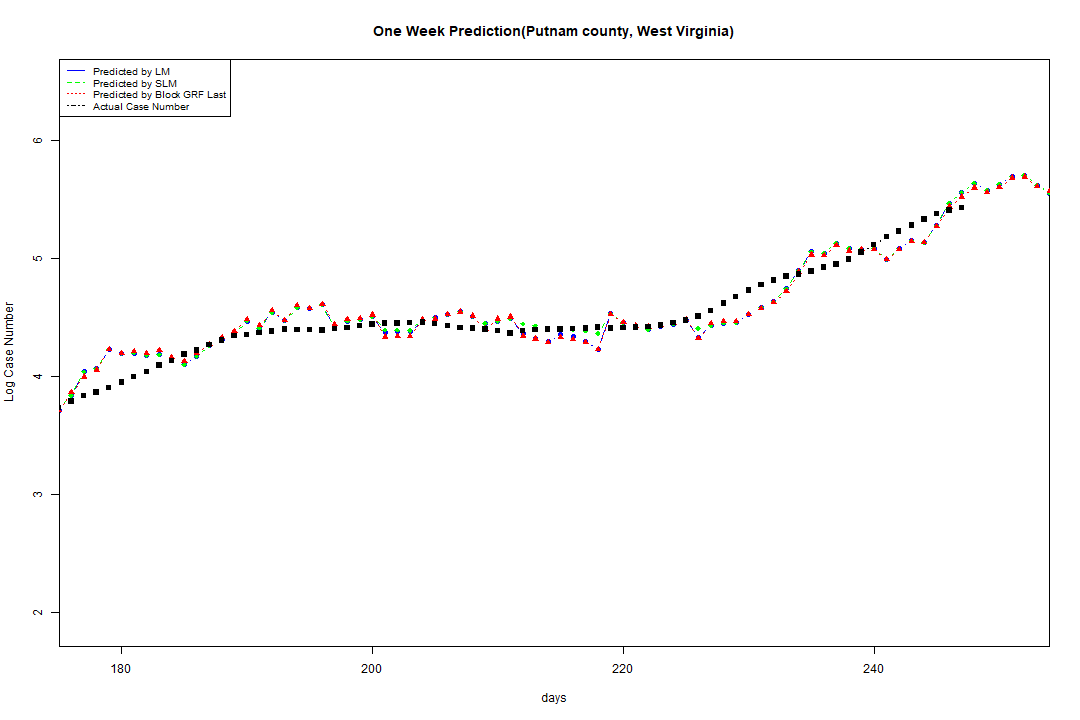 One Week Prediction(Putnam county, West Virginia)
Predicted by LM
Predicted by SLM
Predicted by Block GRF Last
Actual Case Number
6
5
4
3
2
Log Case Number
180 200 220 240
days